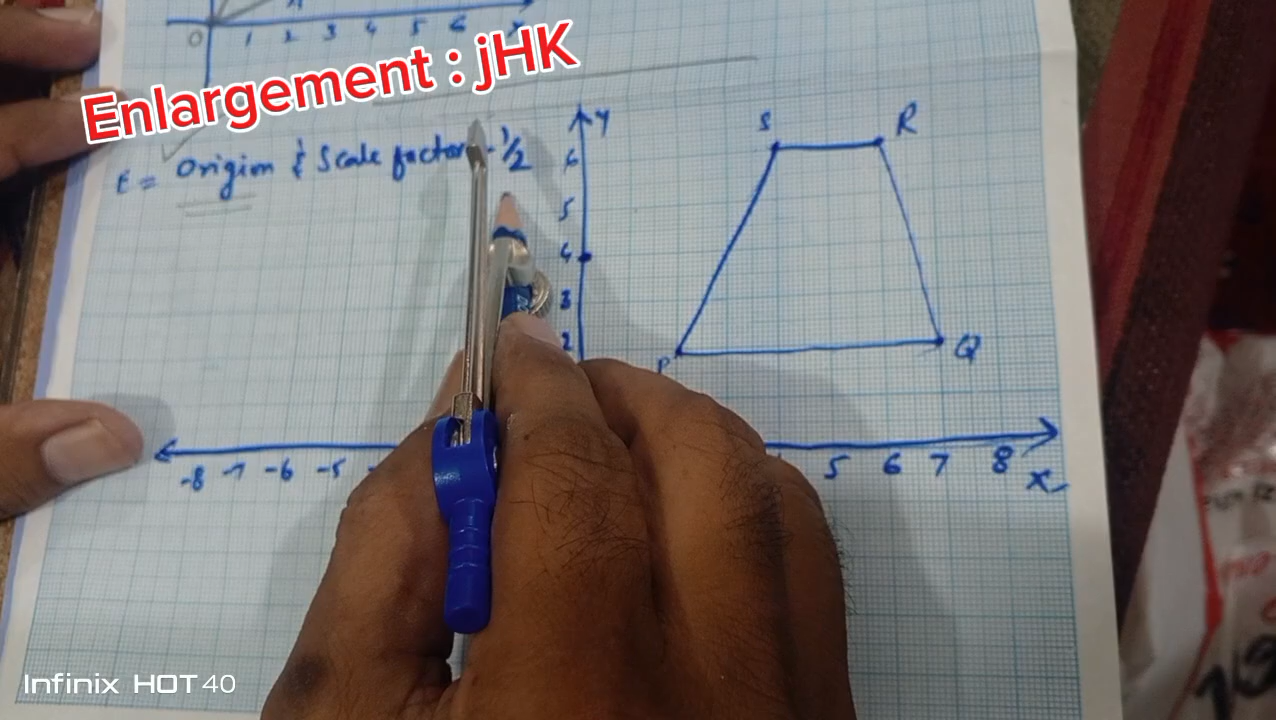 0 1 2 3 4 5 6 x
Enlargement : jHK
E = Origin & Scale factor -1/2
y
6
5
4
3
2
S R
P Q
-8 -7 -6 -5
5 6 7 8 x
Infinix HOT 40